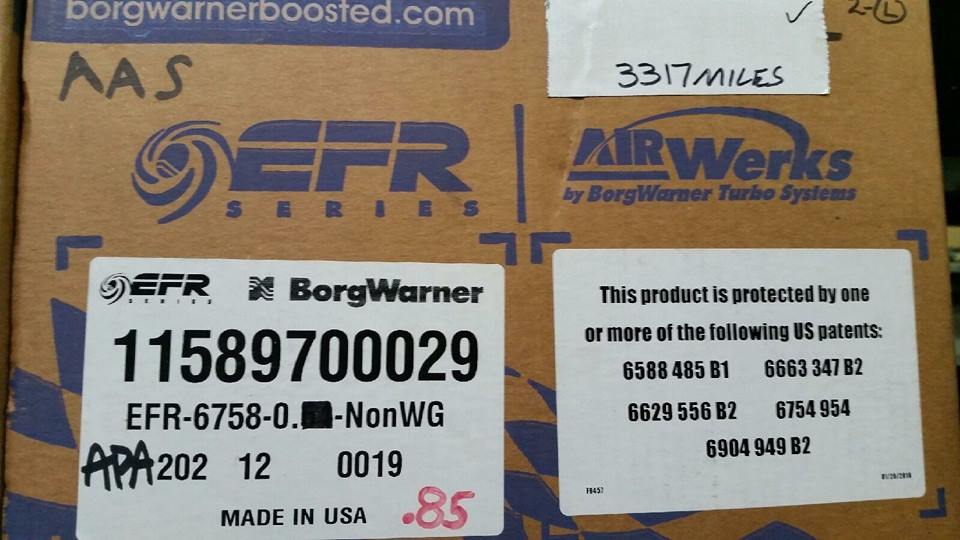 borgwarnerboosted.com
✓
2-Ⓛ
AAS
3317 MILES
EFR
SERIES
AIRWerks
by BorgWarner Turbo Systems
EFR
SERIES
BorgWarner
11589700029
EFR-6758-0.-NonWG
APA202 12 0019
MADE IN USA .85
This product is protected by one
or more of the following US patents:
6588 485 B1 6663 347 B2
6629 556 B2 6754 954
6904 949 B2
F8457